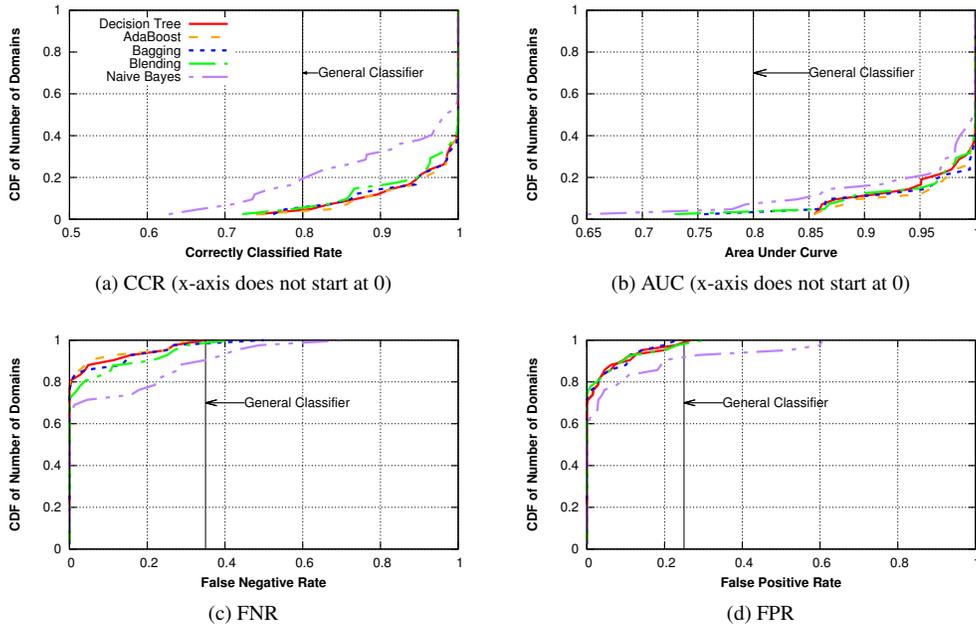 1
0.8
0.6
0.4
0.2
0
CDF of Number of Domains
Decision Tree
AdaBoost
Bagging
Blending
Naive Bayes
General Classifier
0.5 0.6 0.7 0.8 0.9 1
Correctly Classified Rate
(a) CCR (x-axis does not start at 0)
1
0.8
0.6
0.4
0.2
0
CDF of Number of Domains
General Classifier
0.65 0.7 0.75 0.8 0.85 0.9 0.95 1
Area Under Curve
(b) AUC (x-axis does not start at 0)
1
0.8
0.6
0.4
0.2
0
CDF of Number of Domains
General Classifier
0 0.2 0.4 0.6 0.8 1
False Negative Rate
(c) FNR
1
0.8
0.6
0.4
0.2
0
CDF of Number of Domains
General Classifier
0 0.2 0.4 0.6 0.8 1
False Positive Rate
(d) FPR